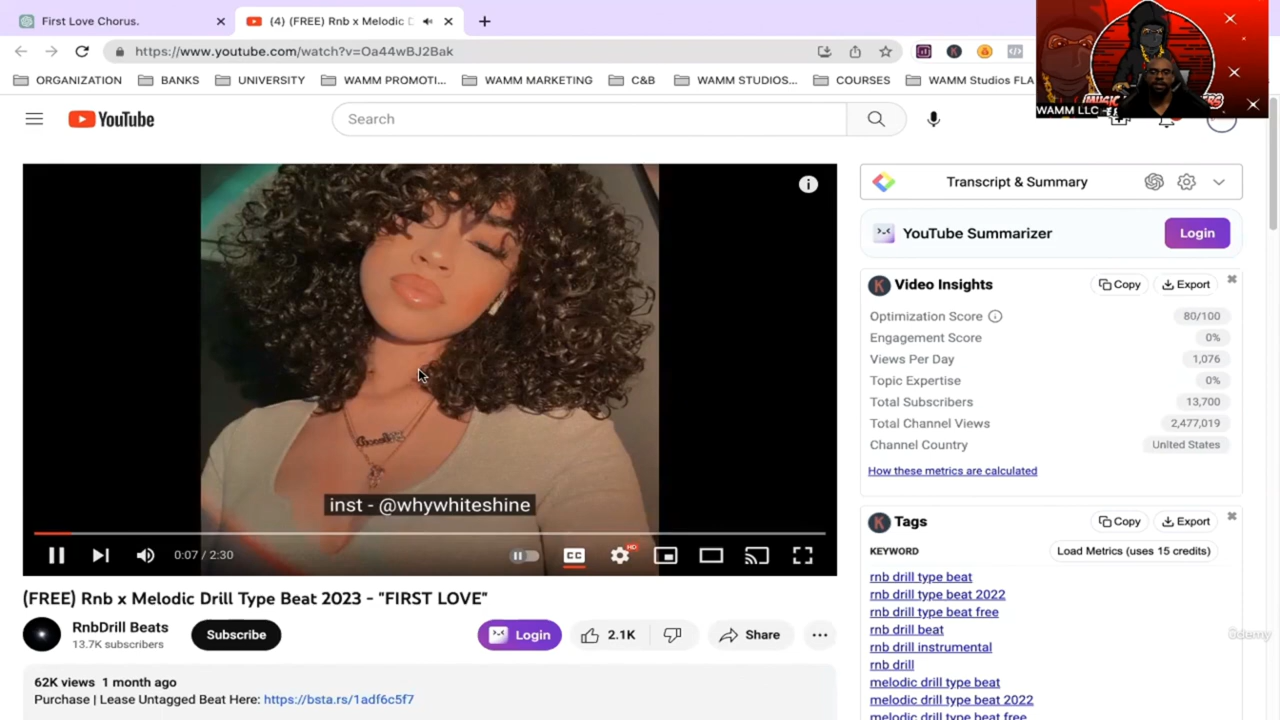 First Love Chorus.
(4) (FREE) Rnb x Melodic D
https://www.youtube.com/watch?v=Oa44wBJ2Bak
ORGANIZATION
BANKS
UNIVERSITY
WAMM PROMOTI...
WAMM MARKETING
C&B
WAMM STUDIOS...
COURSES
WAMM Studios FLA
WAMM LLC
YouTube
Search
Transcript & Summary
YouTube Summarizer
Login
Video Insights
Copy
Export
Optimization Score
80/100
Engagement Score
0%
Views Per Day
1,076
Topic Expertise
0%
Total Subscribers
13,700
Total Channel Views
2,477,019
Channel Country
United States
How these metrics are calculated
inst - @whywhiteshine
0:07 / 2:30
CC
HD
(FREE) Rnb x Melodic Drill Type Beat 2023 - "FIRST LOVE"
RnbDrill Beats
13.7K subscribers
Subscribe
Login
2.1K
Share
62K views 1 month ago
Purchase | Lease Untagged Beat Here: https://bsta.rs/1adf6c5f7
K
Tags
Copy
Export
KEYWORD
Load Metrics (uses 15 credits)
rnb drill type beat
rnb drill type beat 2022
rnb drill type beat free
rnb drill beat
rnb drill instrumental
rnb drill
melodic drill type beat
melodic drill type beat 2022
melodic drill type beat free
ûdemy